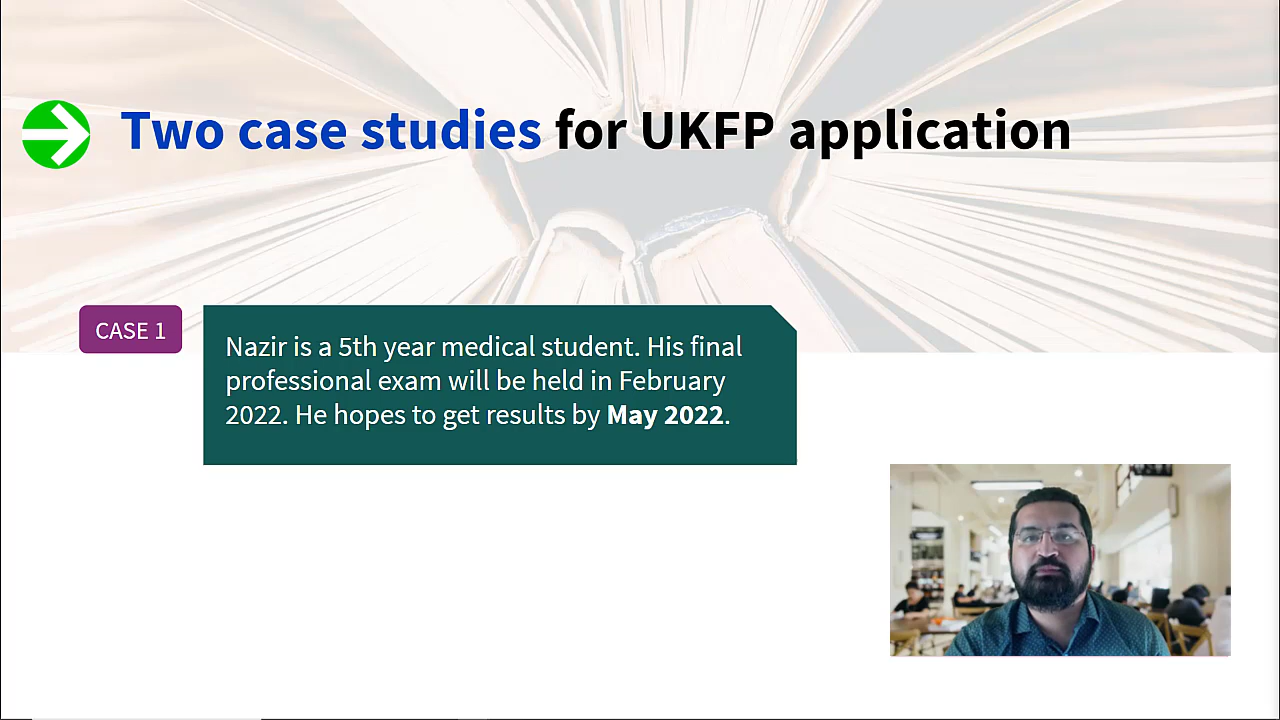 Two case studies for UKFP application
CASE 1
Nazir is a 5th year medical student. His final
professional exam will be held in February
2022. He hopes to get results by May 2022.